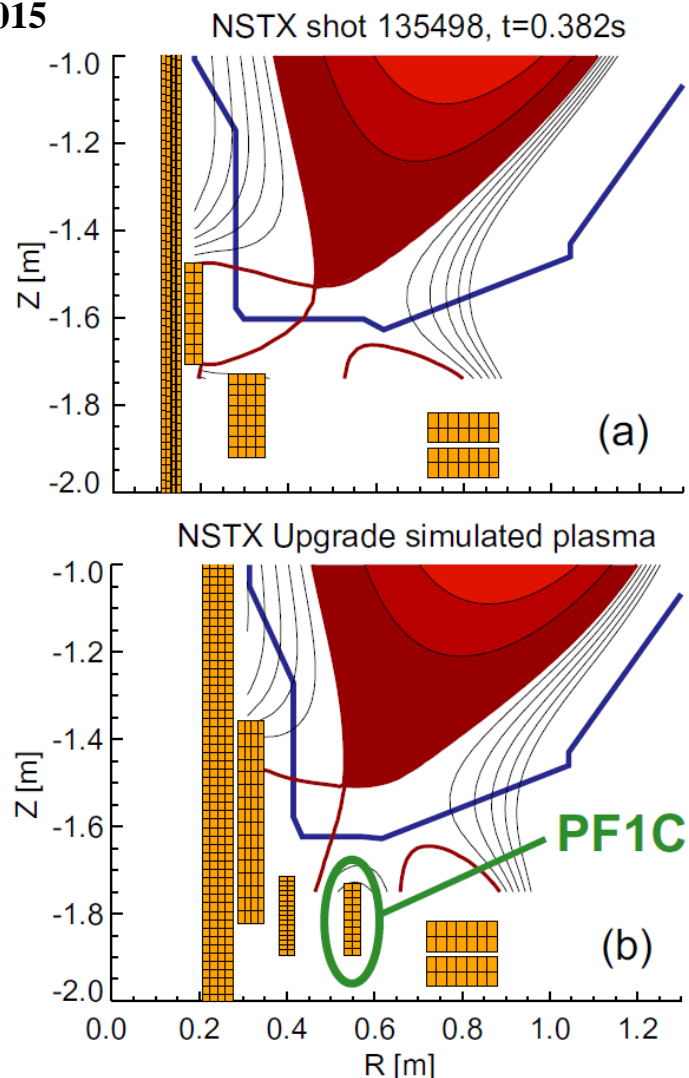 015
NSTX shot 135498, t=0.382s
-1.0
-1.2
-1.4
-1.6
-1.8
-2.0
Z [m]
(a)
NSTX Upgrade simulated plasma
-1.0
-1.2
-1.4
-1.6
-1.8
-2.0
Z [m]
PF1C
(b)
0.0 0.2 0.4 0.6 0.8 1.0 1.2
R [m]